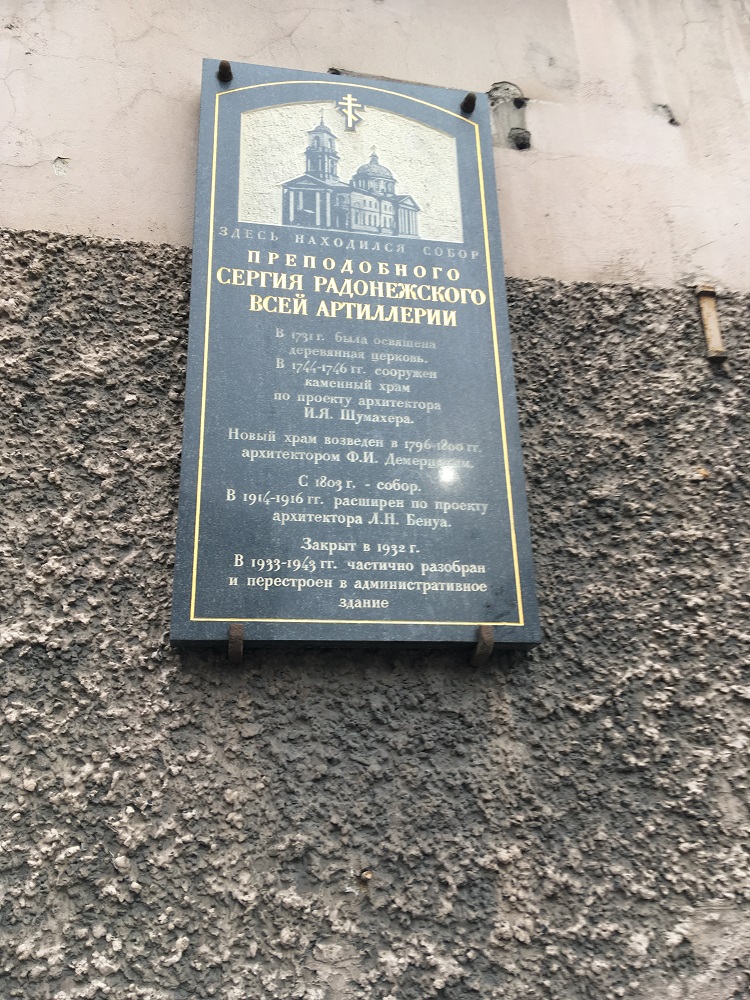 ЗДЕСЬ НАХОДИЛСЯ СОБОР
ПРЕПОДОБНОГО
СЕРГИЯ РАДОНЕЖСКОГО
ВСЕЙ АРТИЛЛЕРИИ
В 1731 г. была освящена
деревянная церковь.
В 1744-1746 гг. сооружен
каменный храм
по проекту архитектора
И.Я. Шумахера.
Новый храм возведен в 1796-1800 гг.
архитектором Ф.И.
С 1803 г. - собор.
В 1914-1916 гг. расширен по проекту
архитектора Л.Н. Бенуа.
Закрыт в 1932 г.
В 1933-1943 гг. частично разобран
и перестроен в административное
здание